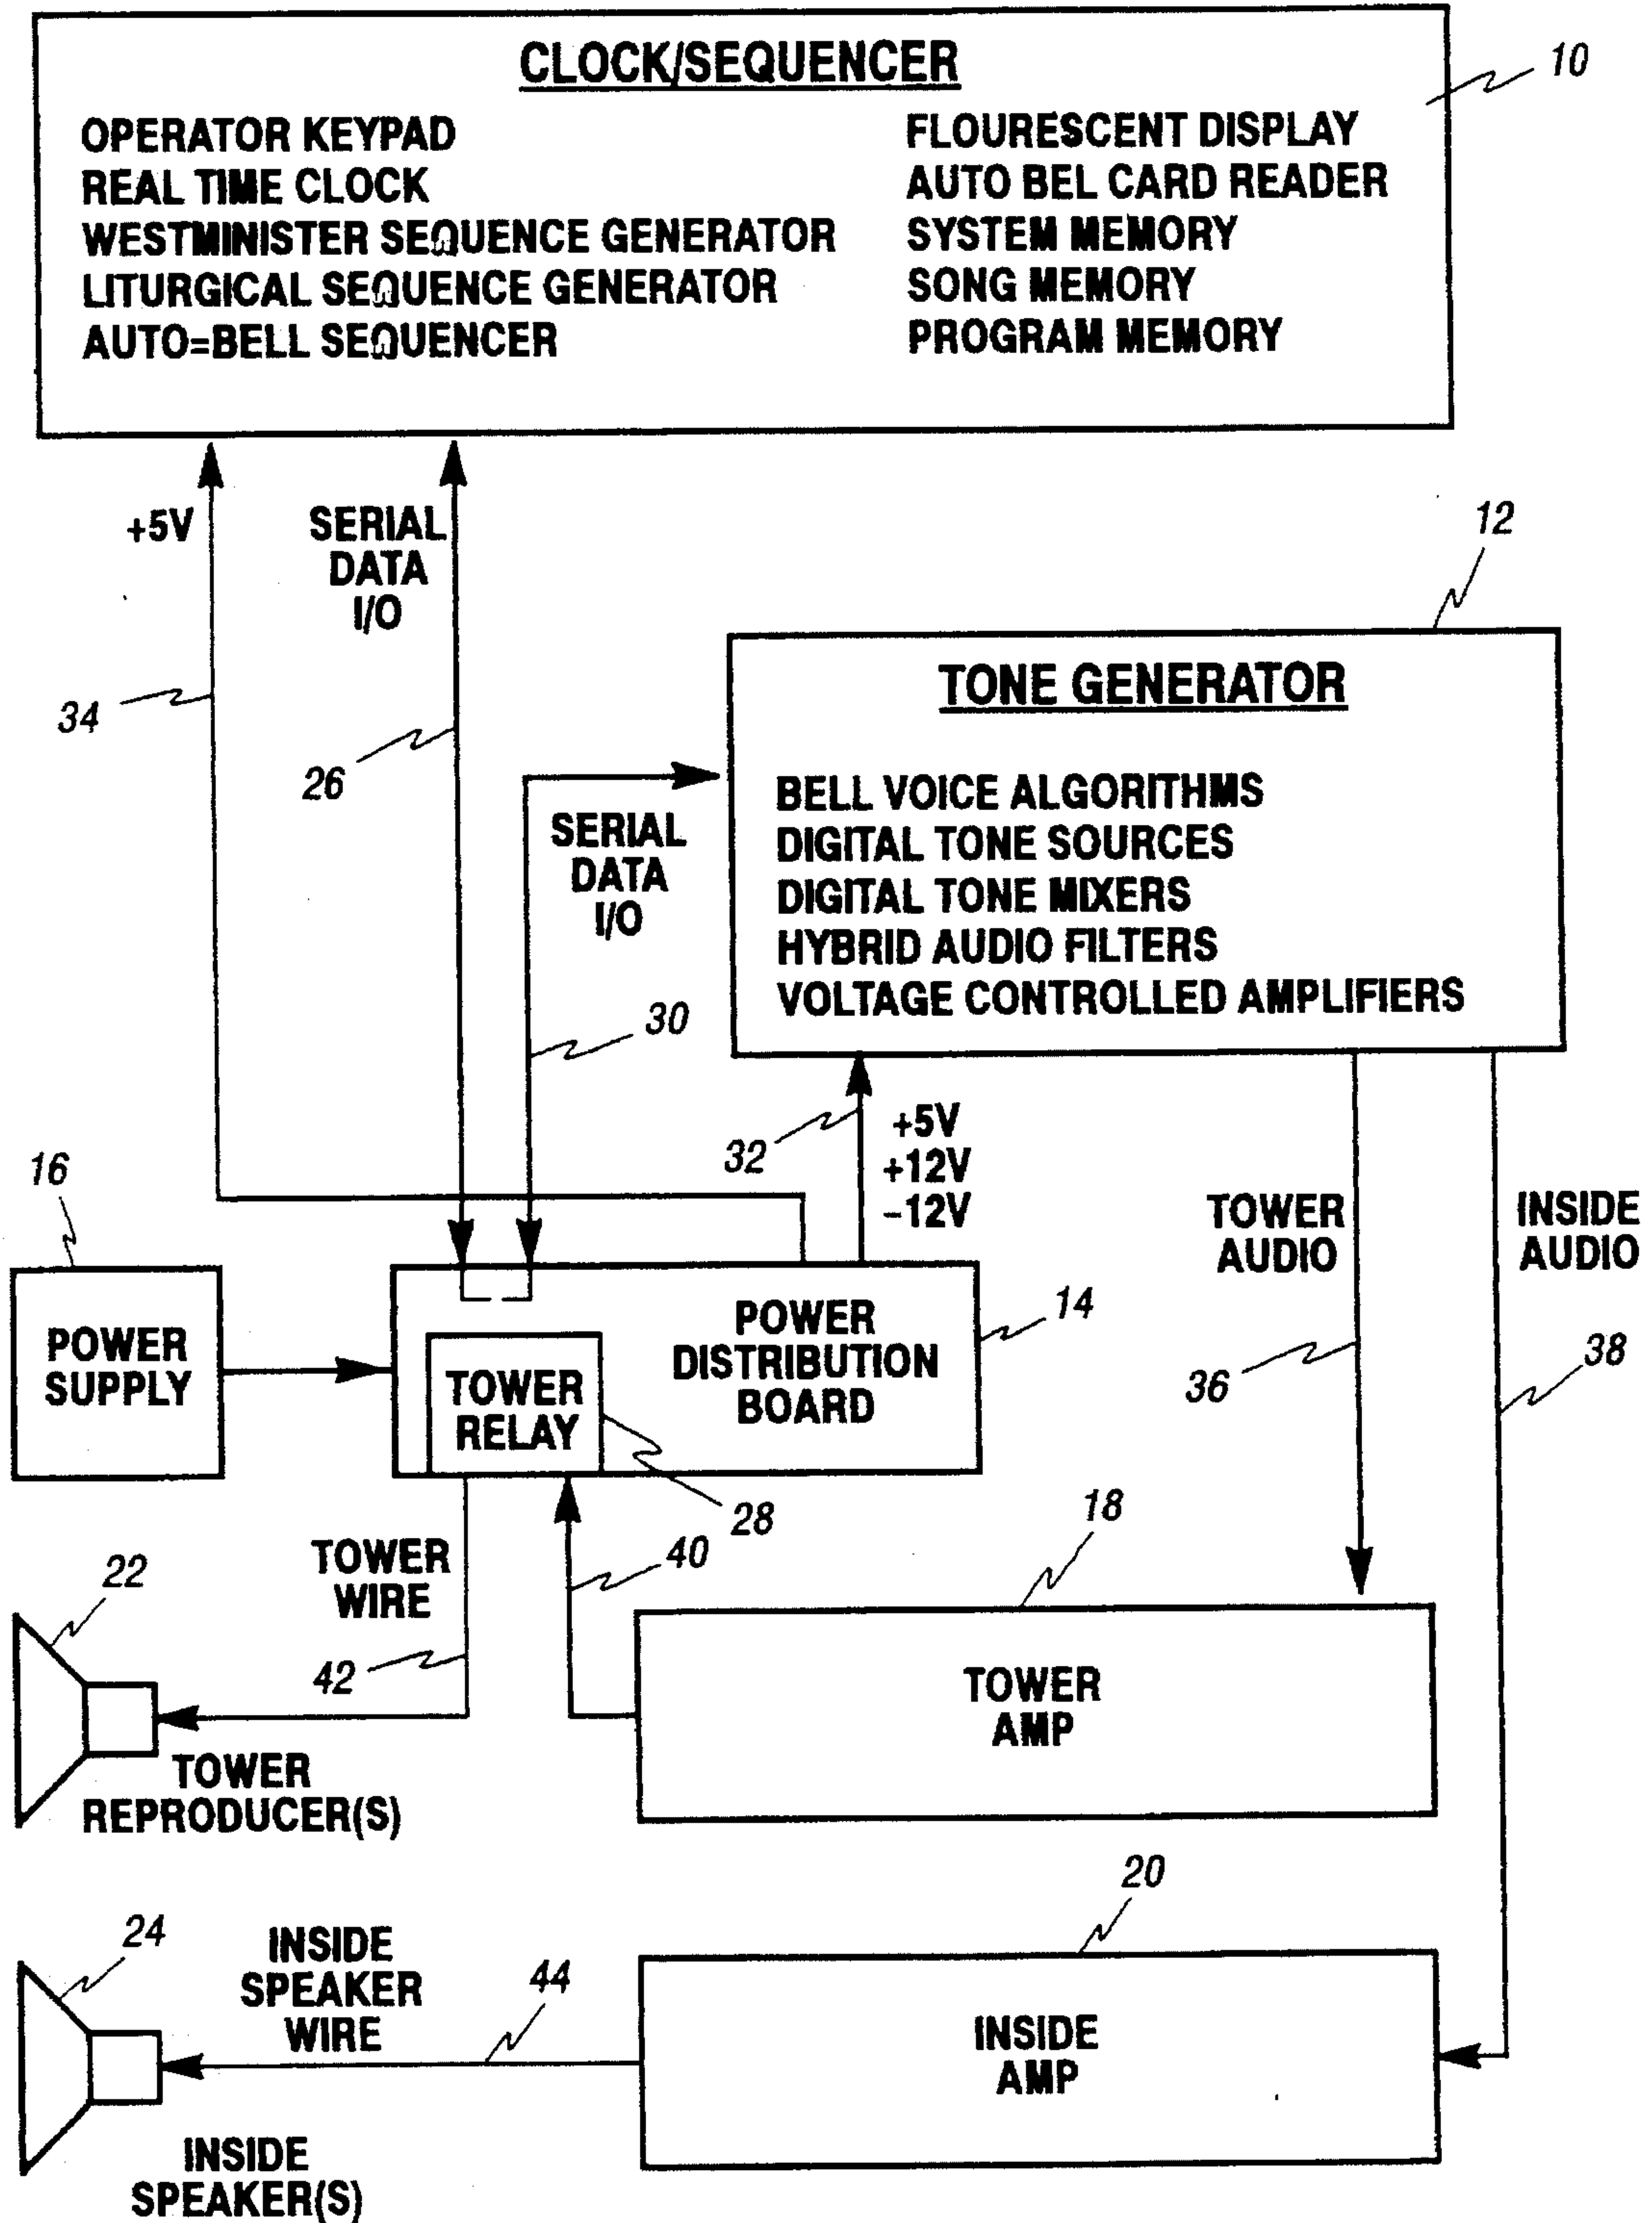 CLOCK/SEQUENCER
10
OPERATOR KEYPAD
REAL TIME CLOCK
WESTMINISTER SEQUENCE GENERATOR
LITURGICAL SEQUENCE GENERATOR
AUTO=BELL SEQUENCER
FLOURESCENT DISPLAY
AUTO BEL CARD READER
SYSTEM MEMORY
SONG MEMORY
PROGRAM MEMORY
+5V
SERIAL
DATA
I/O
34
26
12
TONE GENERATOR
BELL VOICE ALGORITHMS
DIGITAL TONE SOURCES
DIGITAL TONE MIXERS
HYBRID AUDIO FILTERS
VOLTAGE CONTROLLED AMPLIFIERS
SERIAL
DATA
I/O
30
32
+5V
+12V
-12V
TOWER
AUDIO
36
INSIDE
AUDIO
38
16
POWER
SUPPLY
14
POWER
DISTRIBUTION
BOARD
TOWER
RELAY
28
40
TOWER
WIRE
42
22
TOWER
REPRODUCER(S)
18
TOWER
AMP
20
INSIDE
AMP
24
INSIDE
SPEAKER
WIRE
44
INSIDE
SPEAKER(S)